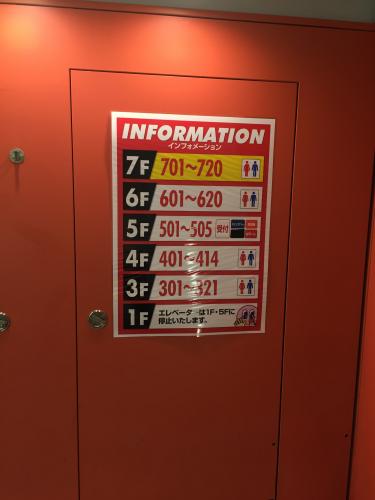 INFORMATION
インフォメーション
7F 701~720
6F 601~620
5F 501~505 受付
4F 401~414
3F 301~321
1F エレベーターは1F・5Fに
停止いたします。